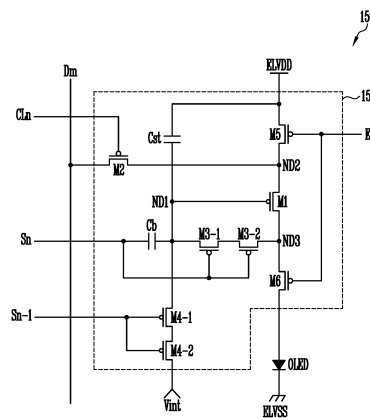 15
Dm
ELVDD
CLn
15
Cst
M5
E
M2
ND2
ND1
M1
Cb
Sn
M3-1
M3-2
ND3
M6
Sn-1
M4-1
M4-2
OLED
Vint
ELVSS